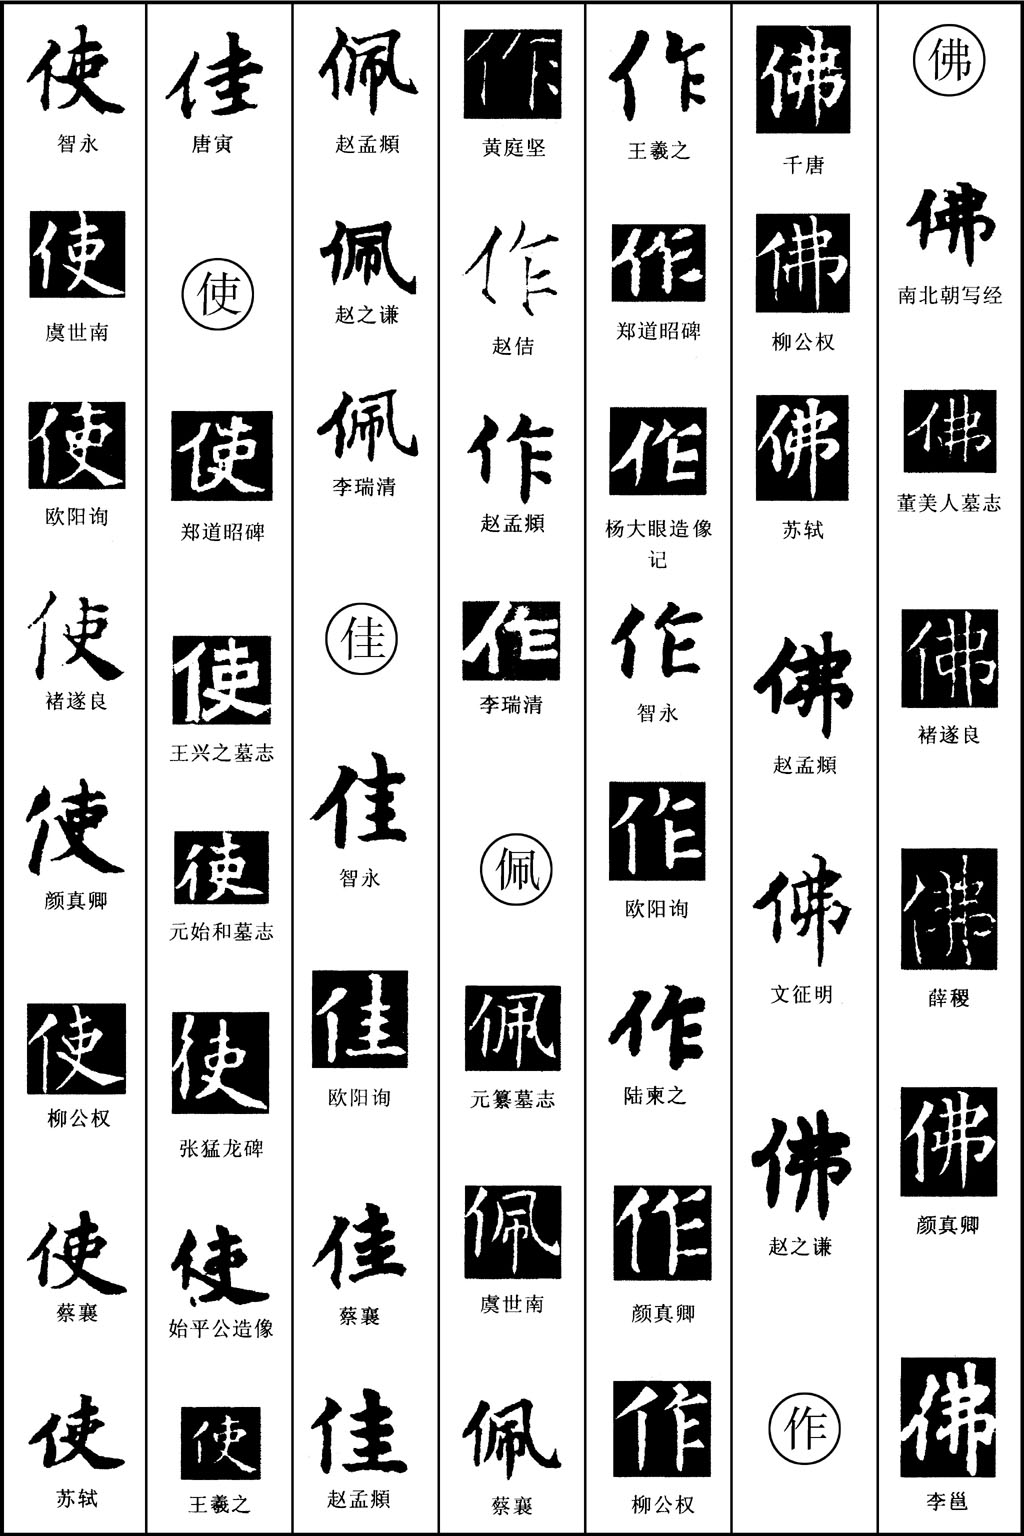 佛
佛
南北朝写经
佛
董美人墓志
佛
褚遂良
佛
薛稷
佛
颜真卿
佛
李邕
佛
千唐
佛
柳公权
佛
苏轼
佛
赵孟頫
佛
文征明
佛
赵之谦
作
作
王羲之
作
郑道昭碑
作
杨大眼造像
记
作
智永
作
欧阳询
作
陆柬之
作
颜真卿
作
柳公权
作
黄庭坚
作
赵佶
作
赵孟頫
作
李瑞清
佩
佩
元纂墓志
佩
虞世南
佩
蔡襄
佩
赵孟頫
佩
赵之谦
佩
李瑞清
佳
佳
智永
佳
欧阳询
佳
蔡襄
佳
赵孟頫
佳
唐寅
使
使
郑道昭碑
使
王兴之墓志
使
元始和墓志
使
张猛龙碑
使
始平公造像
使
王羲之
使
智永
使
虞世南
使
欧阳询
使
褚遂良
使
颜真卿
使
柳公权
使
蔡襄
使
苏轼